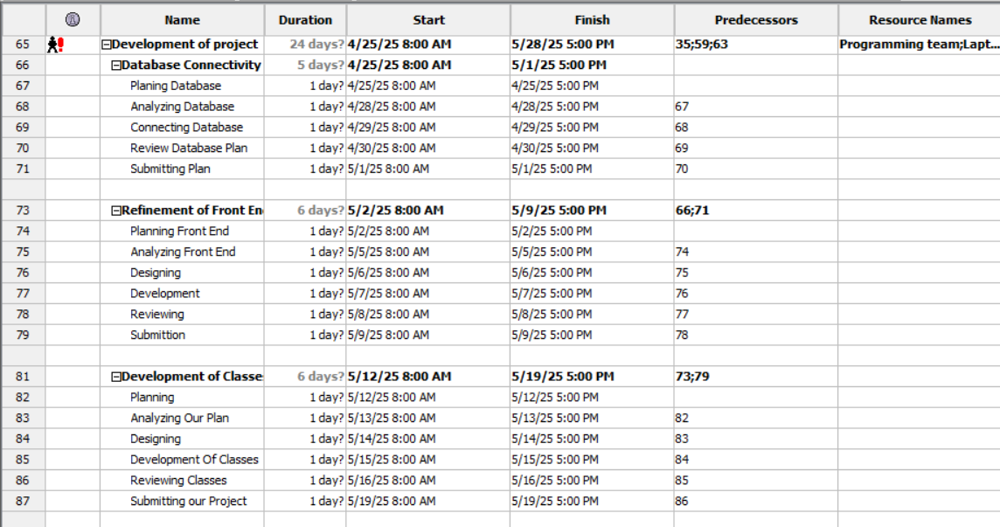 Name Duration Start Finish Predecessors Resource Names
65 Development of project 24 days? 4/25/25 8:00 AM 5/28/25 5:00 PM 35;59;63 Programming team;Lapt...
66 Database Connectivity 5 days? 4/25/25 8:00 AM 5/1/25 5:00 PM
67 Planing Database 1 day? 4/25/25 8:00 AM 4/25/25 5:00 PM
68 Analyzing Database 1 day? 4/28/25 8:00 AM 4/28/25 5:00 PM 67
69 Connecting Database 1 day? 4/29/25 8:00 AM 4/29/25 5:00 PM 68
70 Review Database Plan 1 day? 4/30/25 8:00 AM 4/30/25 5:00 PM 69
71 Submitting Plan 1 day? 5/1/25 8:00 AM 5/1/25 5:00 PM 70
73 Refinement of Front En 6 days? 5/2/25 8:00 AM 5/9/25 5:00 PM 66;71
74 Planning Front End 1 day? 5/2/25 8:00 AM 5/2/25 5:00 PM
75 Analyzing Front End 1 day? 5/5/25 8:00 AM 5/5/25 5:00 PM 74
76 Designing 1 day? 5/6/25 8:00 AM 5/6/25 5:00 PM 75
77 Development 1 day? 5/7/25 8:00 AM 5/7/25 5:00 PM 76
78 Reviewing 1 day? 5/8/25 8:00 AM 5/8/25 5:00 PM 77
79 Submittion 1 day? 5/9/25 8:00 AM 5/9/25 5:00 PM 78
81 Development of Classe 6 days? 5/12/25 8:00 AM 5/19/25 5:00 PM 73;79
82 Planning 1 day? 5/12/25 8:00 AM 5/12/25 5:00 PM
83 Analyzing Our Plan 1 day? 5/13/25 8:00 AM 5/13/25 5:00 PM 82
84 Designing 1 day? 5/14/25 8:00 AM 5/14/25 5:00 PM 83
85 Development Of Classes 1 day? 5/15/25 8:00 AM 5/15/25 5:00 PM 84
86 Reviewing Classes 1 day? 5/16/25 8:00 AM 5/16/25 5:00 PM 85
87 Submitting our Project 1 day? 5/19/25 8:00 AM 5/19/25 5:00 PM 86